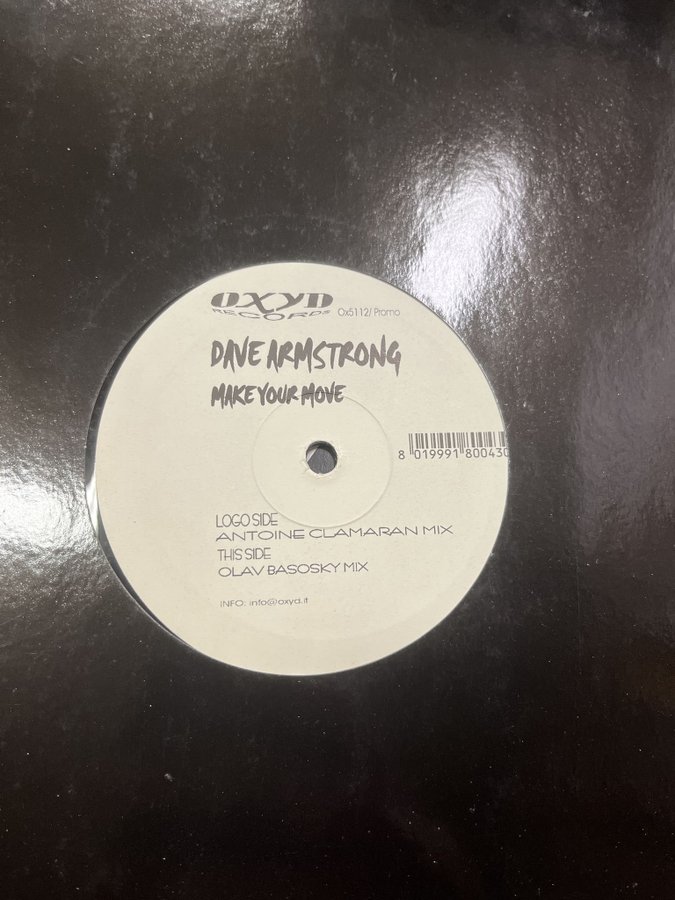 OXYD
RECORDS
Ox5112/ Promo
DAVE ARMSTRONG
MAKE YOUR MOVE
8 019991 800430
LOGO SIDE
ANTOINE CLAMARAN MIX
THIS SIDE
OLAV BASOSKY MIX
INFO: info@oxyd.it